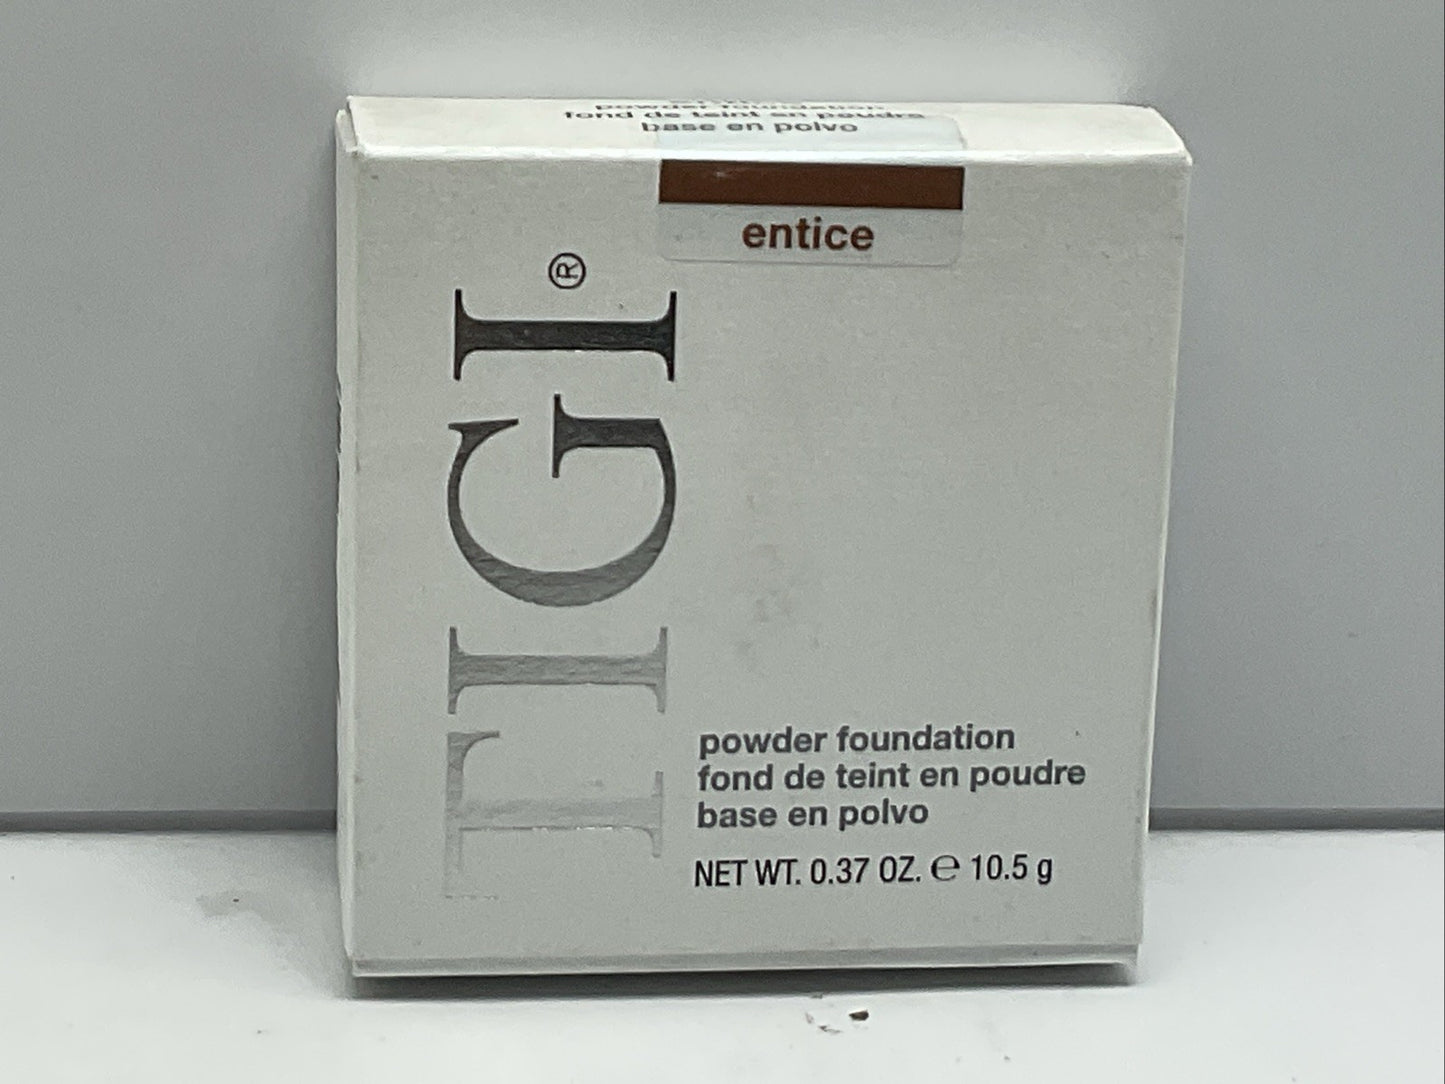 powder foundation
fond de teint en poudre
base en polvo
entice
TIGI®
powder foundation
fond de teint en poudre
base en polvo
NET WT. 0.37 OZ. ℮ 10.5 g